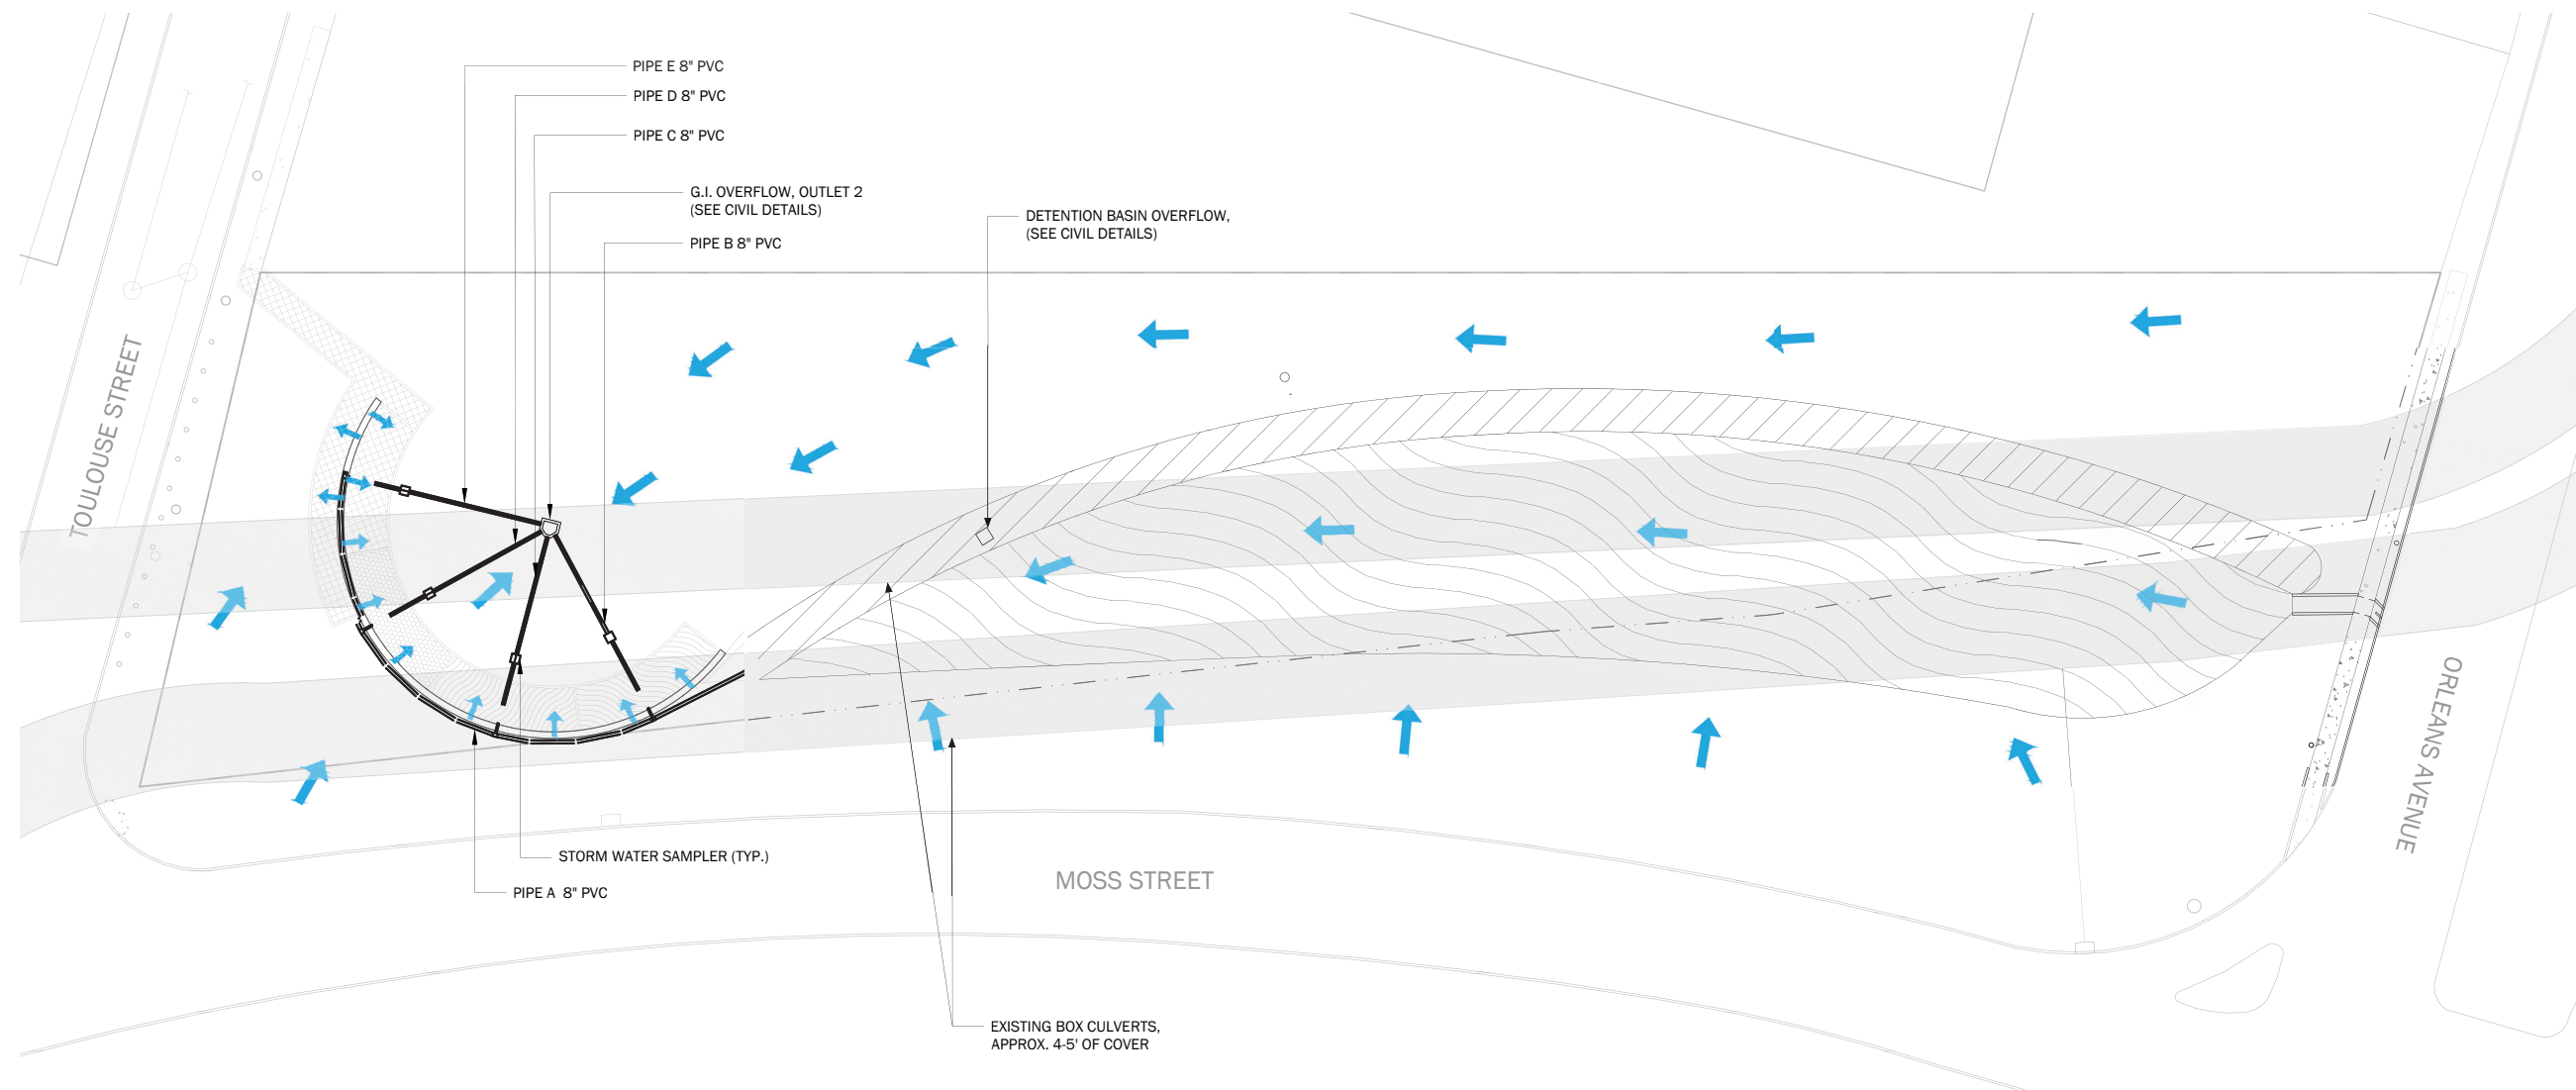 PIPE E 8" PVC
PIPE D 8" PVC
PIPE C 8" PVC
G.I. OVERFLOW, OUTLET 2
(SEE CIVIL DETAILS)
PIPE B 8" PVC
DETENTION BASIN OVERFLOW,
(SEE CIVIL DETAILS)
TOULOUSE STREET
ORLEANS AVENUE
STORM WATER SAMPLER (TYP.)
PIPE A 8" PVC
MOSS STREET
EXISTING BOX CULVERTS,
APPROX. 4-5' OF COVER